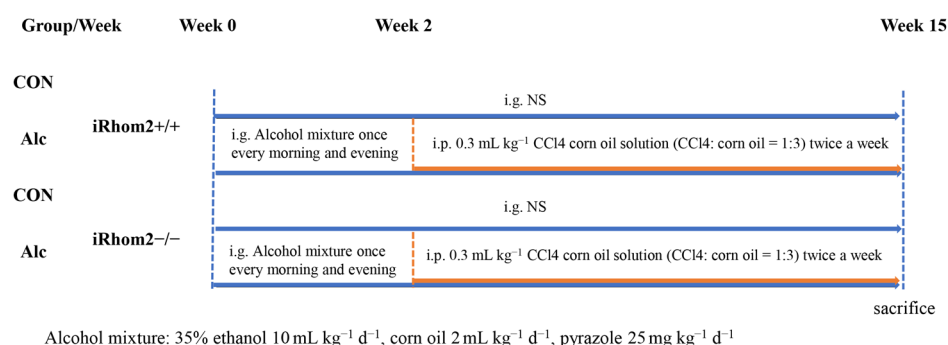 Group/Week Week 0 Week 2 Week 15
CON
i.g. NS
iRhom2+/+
Alc
i.g. Alcohol mixture once
every morning and evening
i.p. 0.3 mL kg⁻¹ CCl4 corn oil solution (CCl4: corn oil = 1:3) twice a week
CON
i.g. NS
iRhom2−/−
Alc
i.g. Alcohol mixture once
every morning and evening
i.p. 0.3 mL kg⁻¹ CCl4 corn oil solution (CCl4: corn oil = 1:3) twice a week
sacrifice
Alcohol mixture: 35% ethanol 10 mL kg⁻¹ d⁻¹, corn oil 2 mL kg⁻¹ d⁻¹, pyrazole 25 mg kg⁻¹ d⁻¹